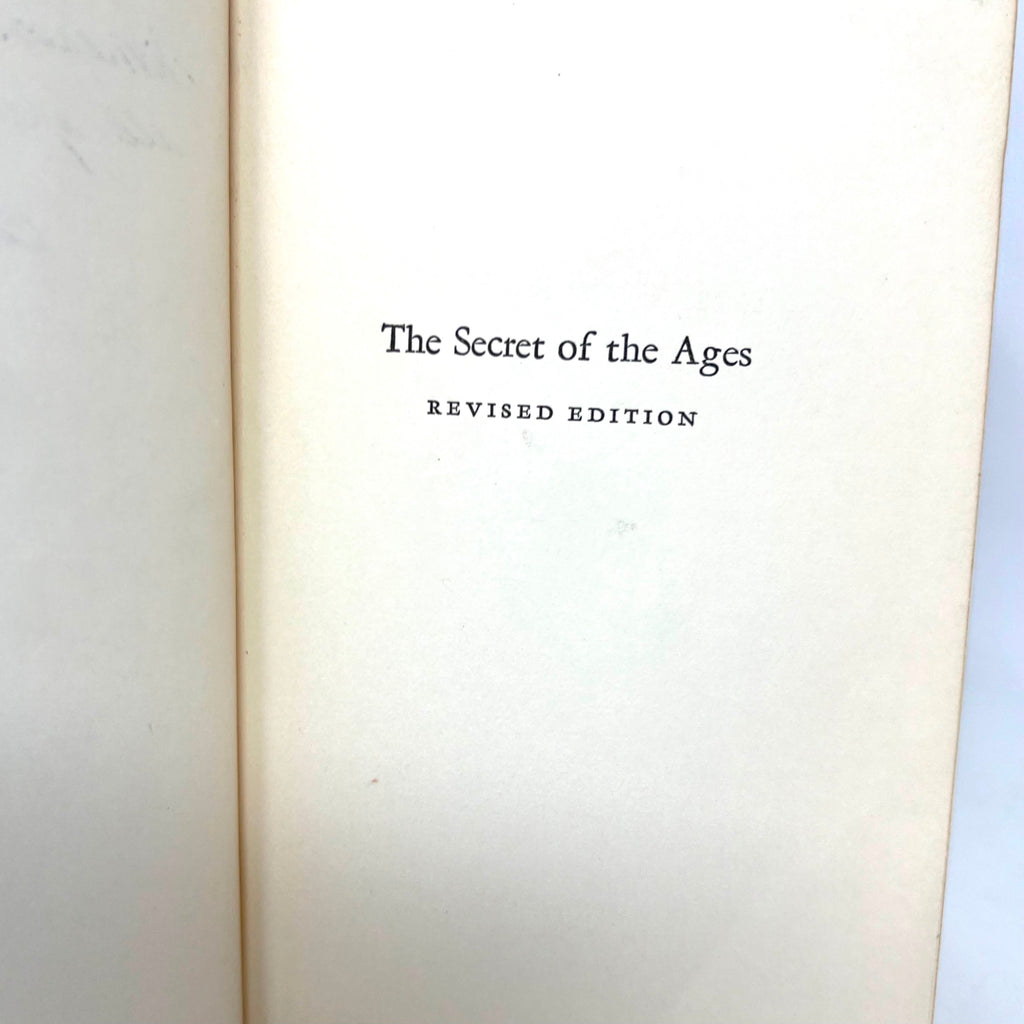 The Secret of the Ages
REVISED EDITION